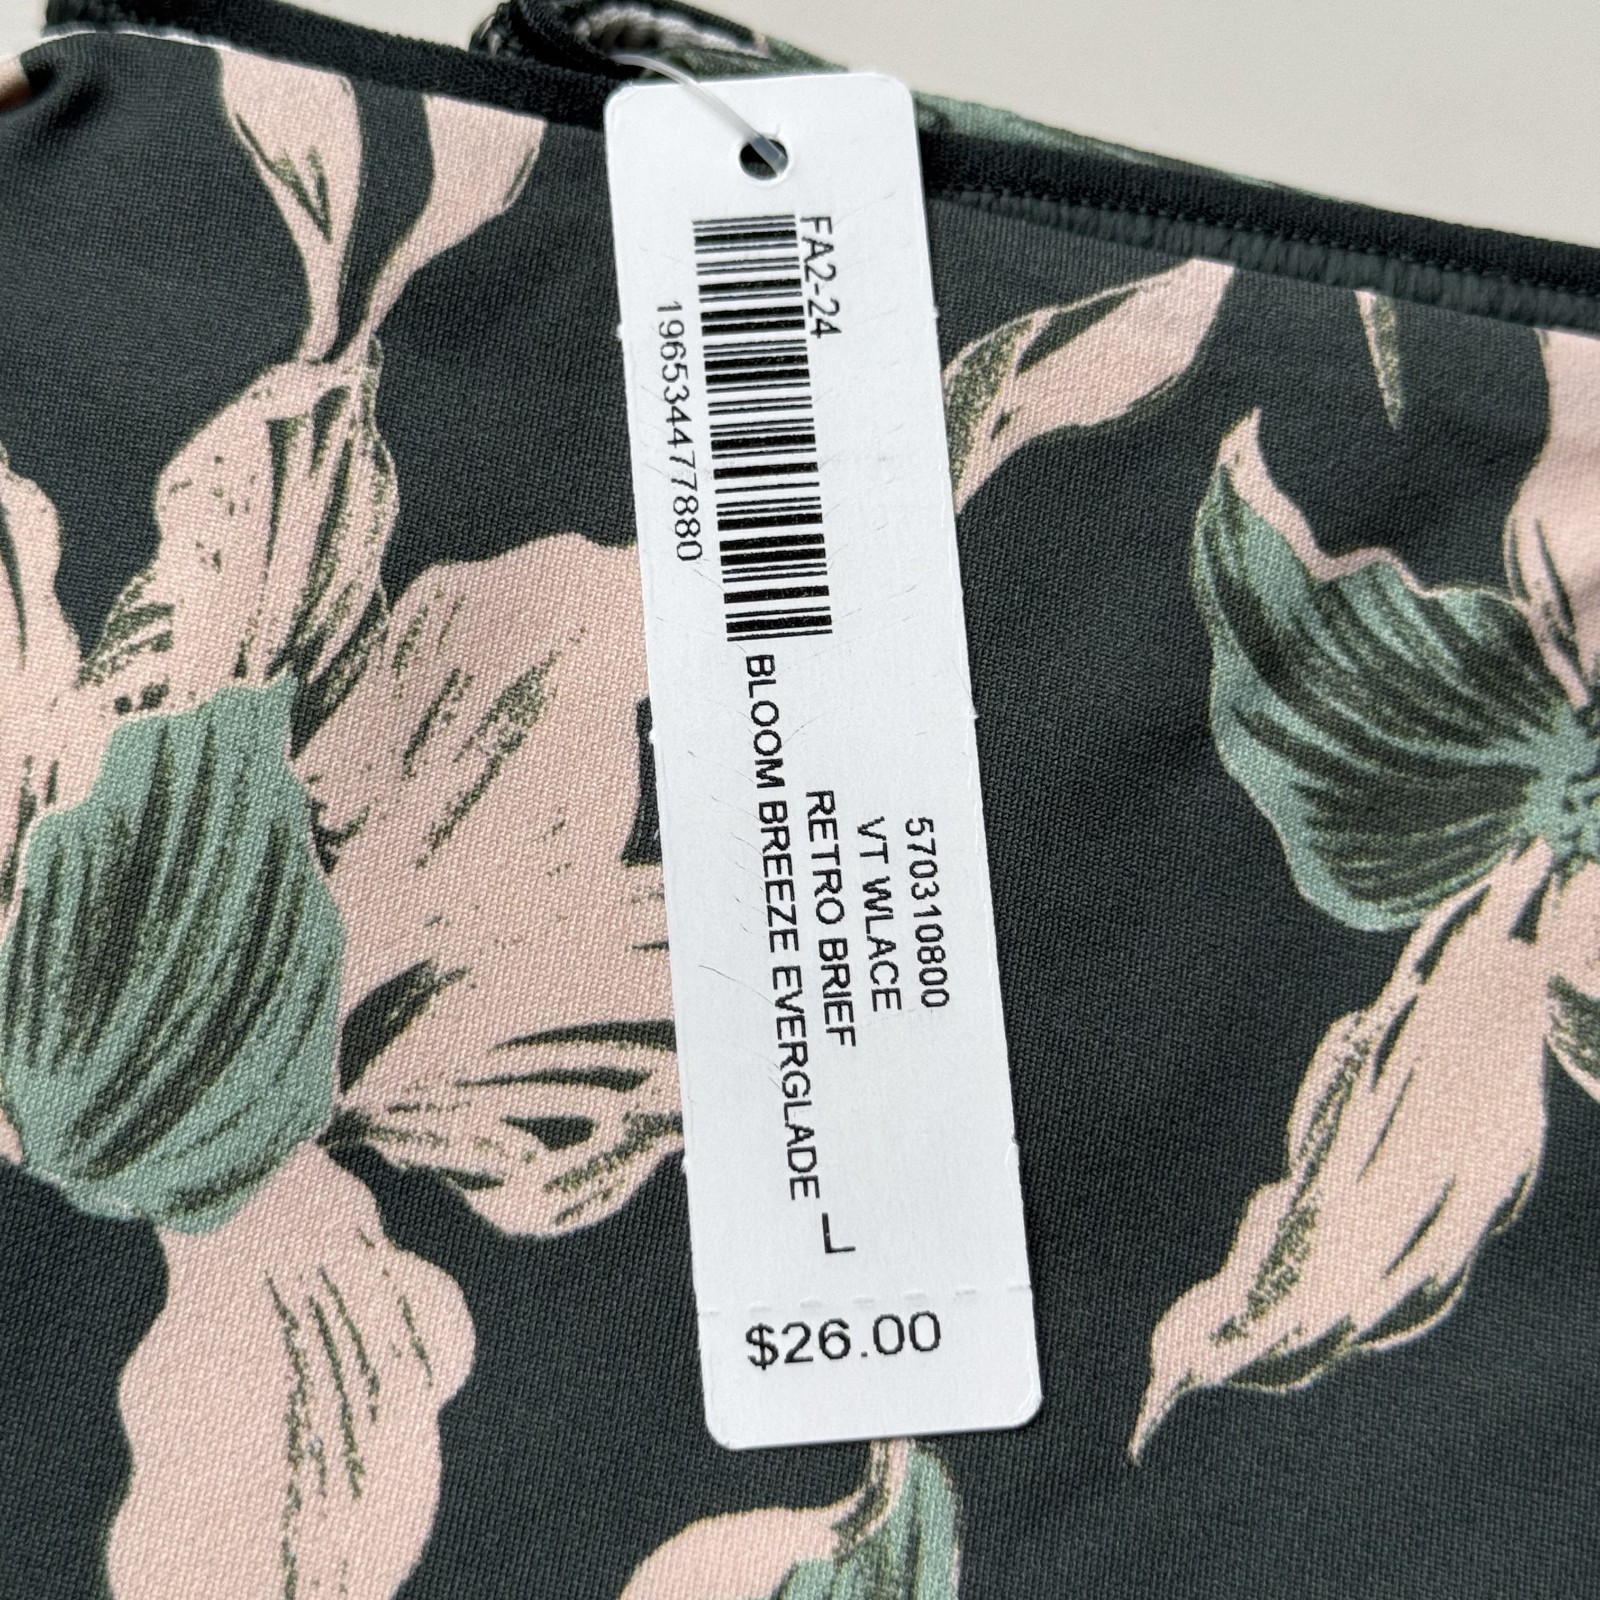 FA2-24
196534477880
570310800
VT WLACE
RETRO BRIEF
BLOOM BREEZE EVERGLADE
L
$26.00